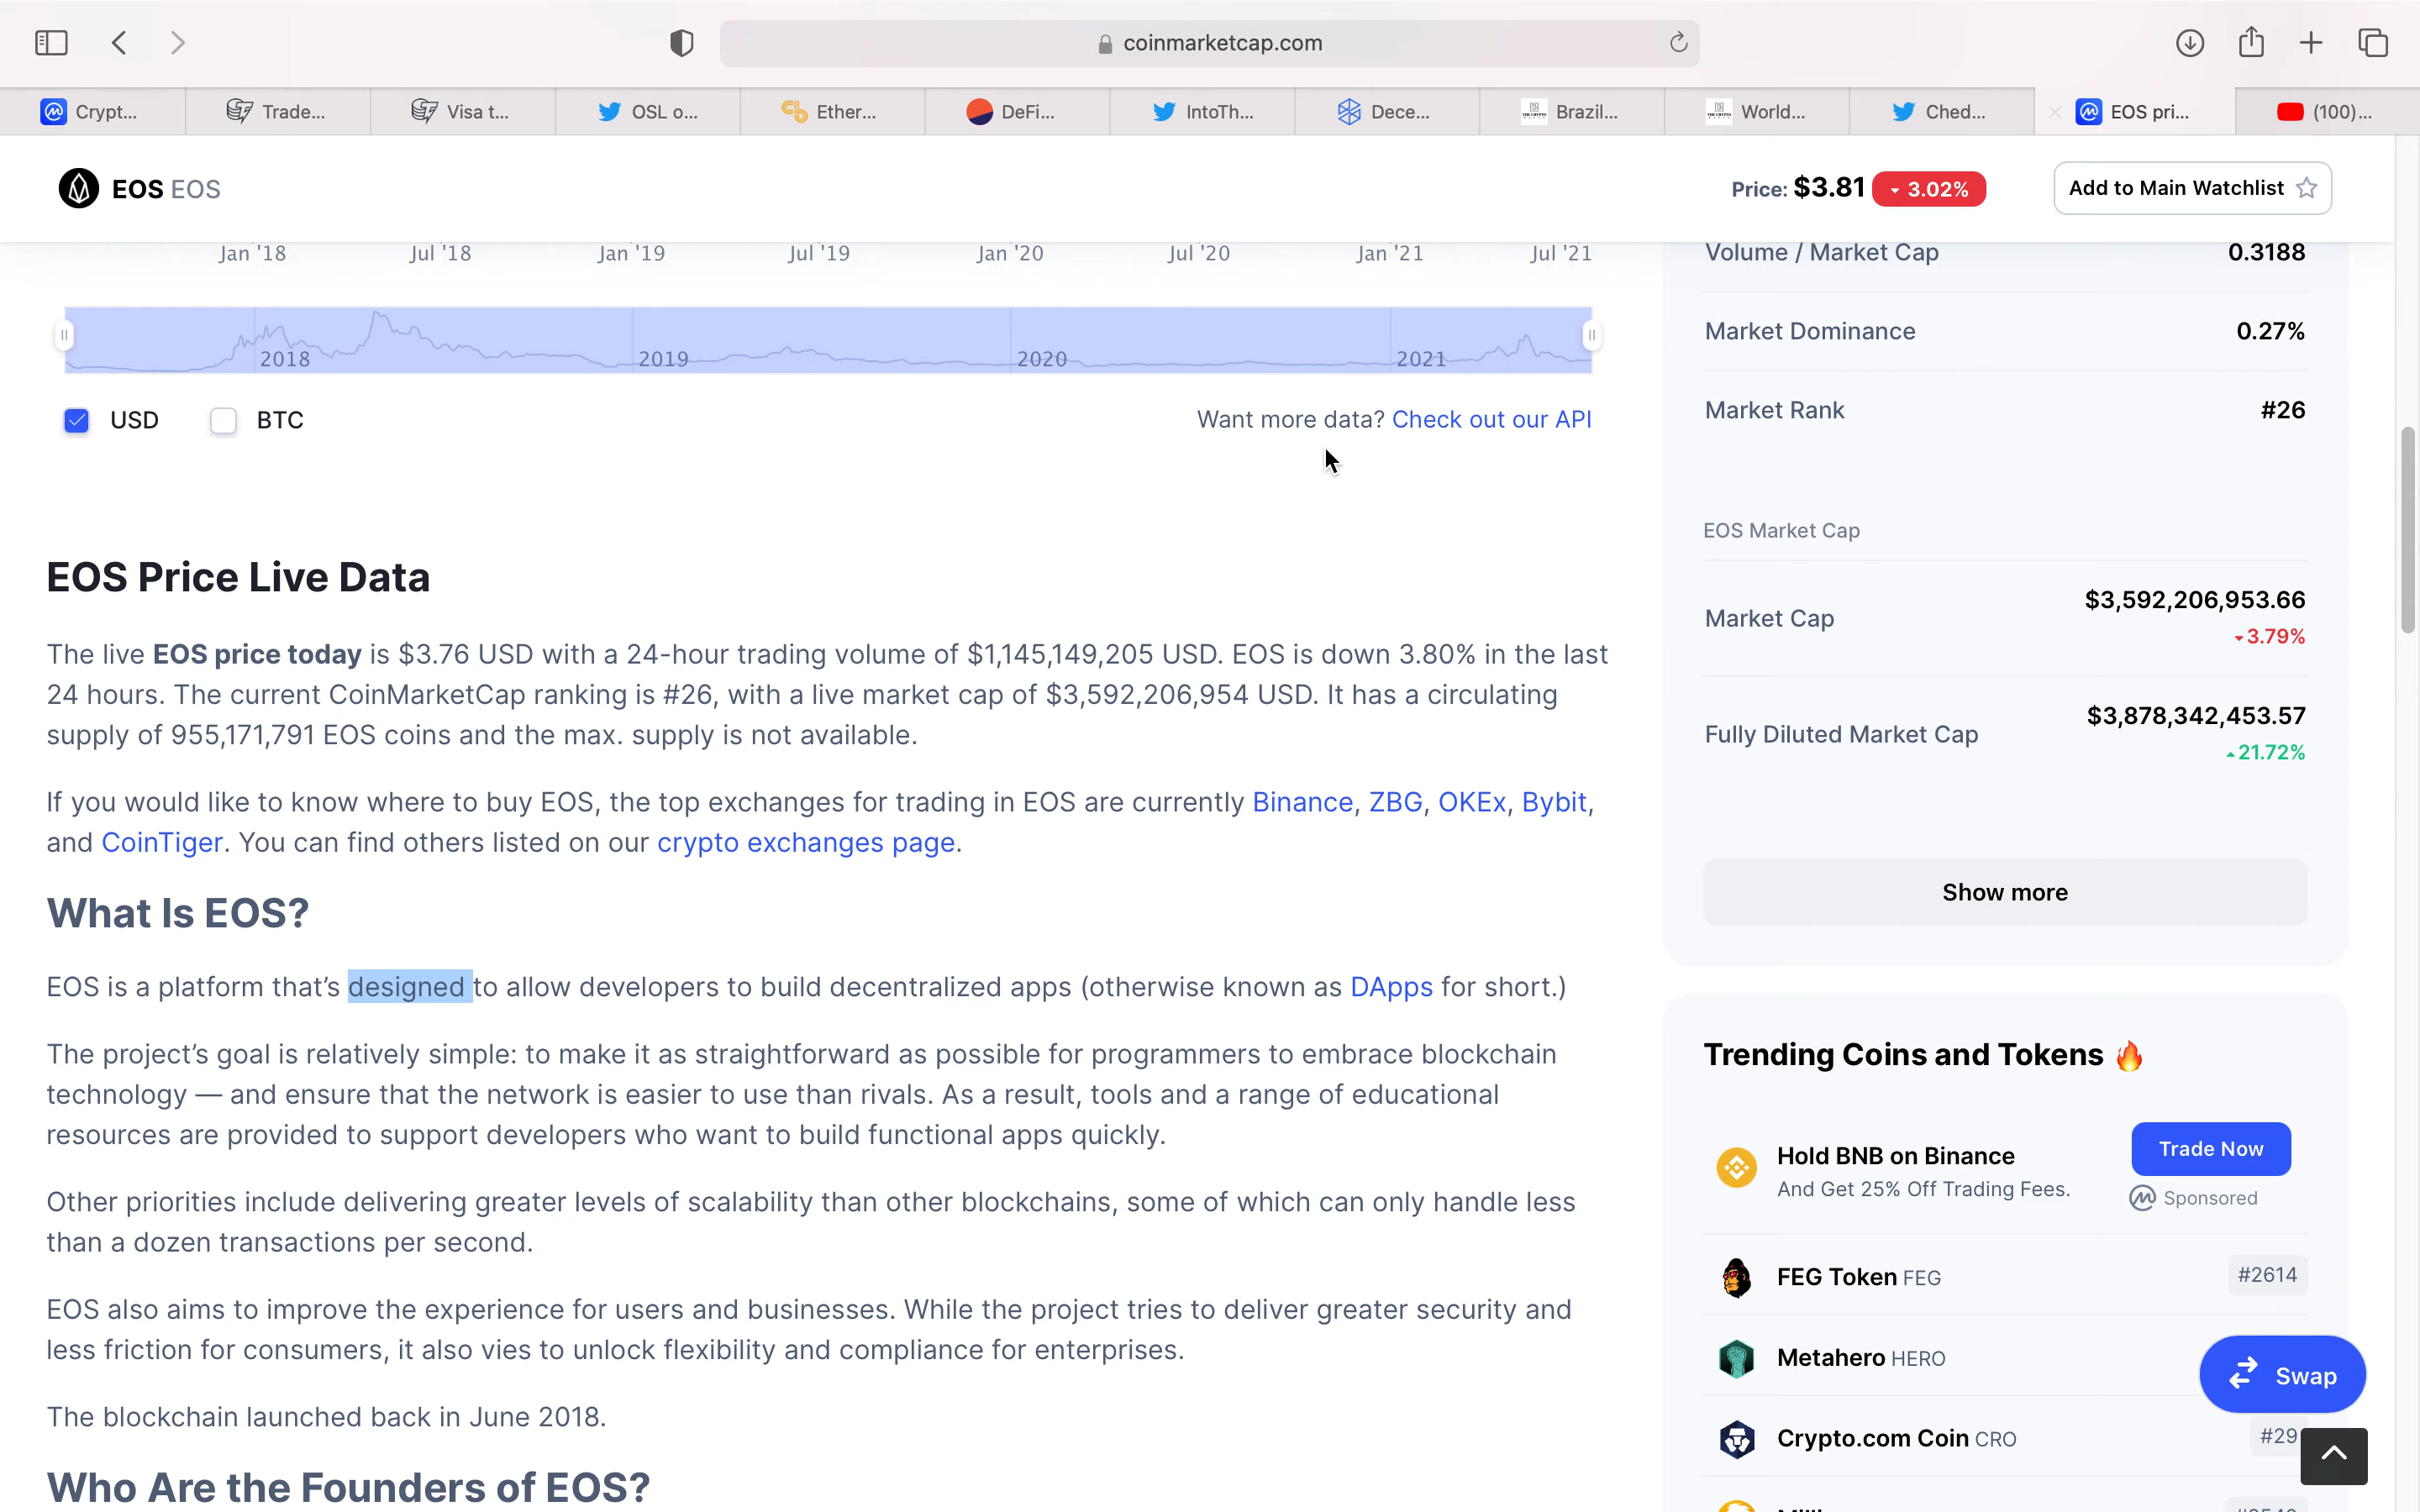 coinmarketcap.com
Crypt...
Trade...
Visa t...
OSL o...
Ether...
DeFi...
IntoTh...
Dece...
Brazil...
World...
Ched...
EOS pri...
(100)...
EOS EOS
Price: $3.81 3.02%
Add to Main Watchlist
Jan '18 Jul '18 Jan '19 Jul '19 Jan '20 Jul '20 Jan '21 Jul '21
2018 2019 2020 2021
USD BTC
Want more data? Check out our API
EOS Price Live Data
The live EOS price today is $3.76 USD with a 24-hour trading volume of $1,145,149,205 USD. EOS is down 3.80% in the last
24 hours. The current CoinMarketCap ranking is #26, with a live market cap of $3,592,206,954 USD. It has a circulating
supply of 955,171,791 EOS coins and the max. supply is not available.
If you would like to know where to buy EOS, the top exchanges for trading in EOS are currently Binance, ZBG, OKEx, Bybit,
and CoinTiger. You can find others listed on our crypto exchanges page.
What Is EOS?
EOS is a platform that’s designed to allow developers to build decentralized apps (otherwise known as DApps for short.)
The project’s goal is relatively simple: to make it as straightforward as possible for programmers to embrace blockchain
technology — and ensure that the network is easier to use than rivals. As a result, tools and a range of educational
resources are provided to support developers who want to build functional apps quickly.
Other priorities include delivering greater levels of scalability than other blockchains, some of which can only handle less
than a dozen transactions per second.
EOS also aims to improve the experience for users and businesses. While the project tries to deliver greater security and
less friction for consumers, it also vies to unlock flexibility and compliance for enterprises.
The blockchain launched back in June 2018.
Who Are the Founders of EOS?
Volume / Market Cap 0.3188
Market Dominance 0.27%
Market Rank #26
EOS Market Cap
Market Cap $3,592,206,953.66
3.79%
Fully Diluted Market Cap $3,878,342,453.57
21.72%
Show more
Trending Coins and Tokens 🔥
Hold BNB on Binance
And Get 25% Off Trading Fees.
Trade Now
Sponsored
FEG Token FEG #2614
Metahero HERO
Swap
Crypto.com Coin CRO #29